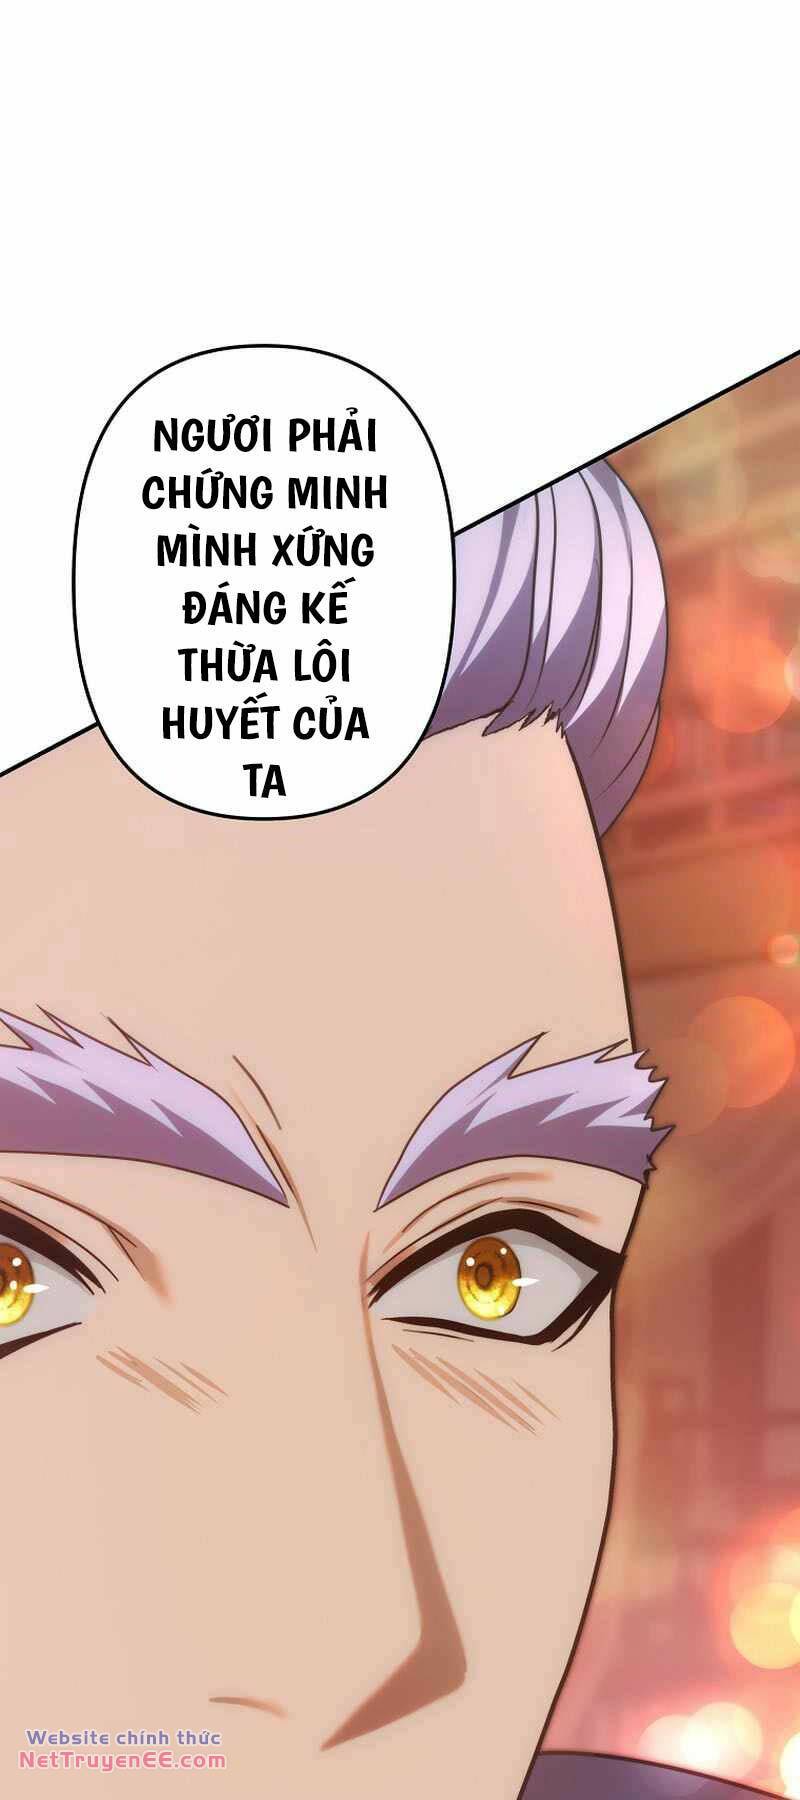 NGƯƠI PHẢI
CHỨNG MINH
MÌNH XỨNG
ĐÁNG KẾ
THỪA LÔI
HUYẾT CỦA
TA
Website chính thức
NetTruyenEE.com